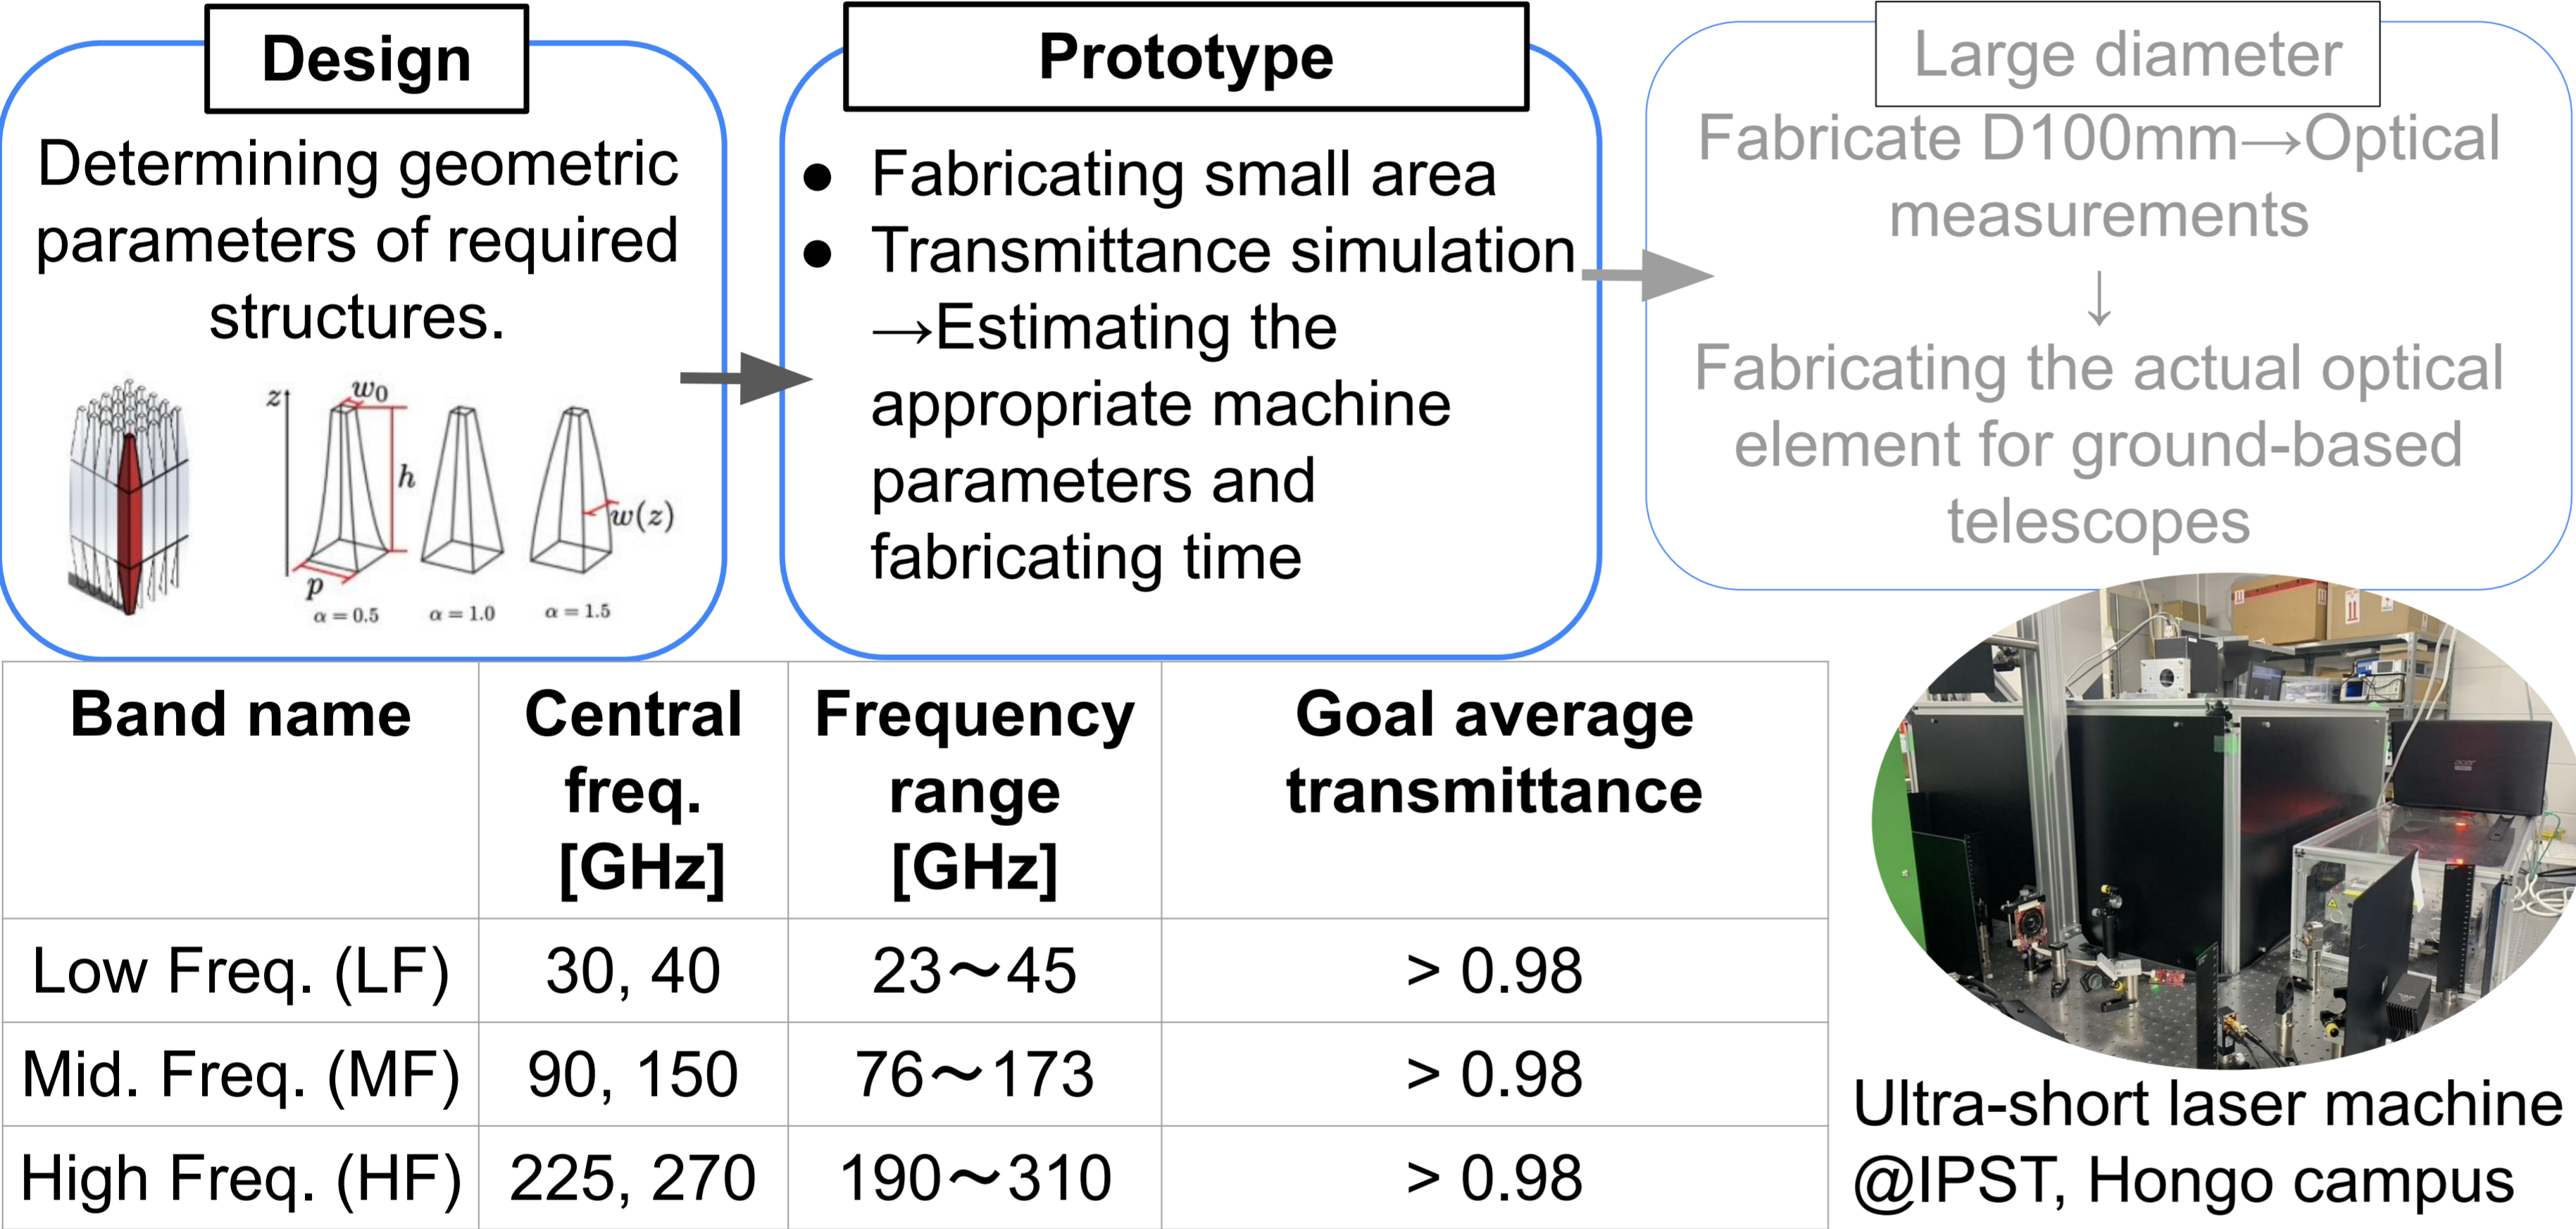 Design
Determining geometric
parameters of required
structures.
z
w0
h
w(z)
p
α = 0.5
α = 1.0
α = 1.5
Prototype
● Fabricating small area
● Transmittance simulation
→Estimating the
appropriate machine
parameters and
fabricating time
Large diameter
Fabricate D100mm→Optical
measurements
↓
Fabricating the actual optical
element for ground-based
telescopes
Band name
Central
freq.
[GHz]
Frequency
range
[GHz]
Goal average
transmittance
Low Freq. (LF)
30, 40
23～45
> 0.98
Mid. Freq. (MF)
90, 150
76～173
> 0.98
High Freq. (HF)
225, 270
190～310
> 0.98
acer
Ultra-short laser machine
@IPST, Hongo campus